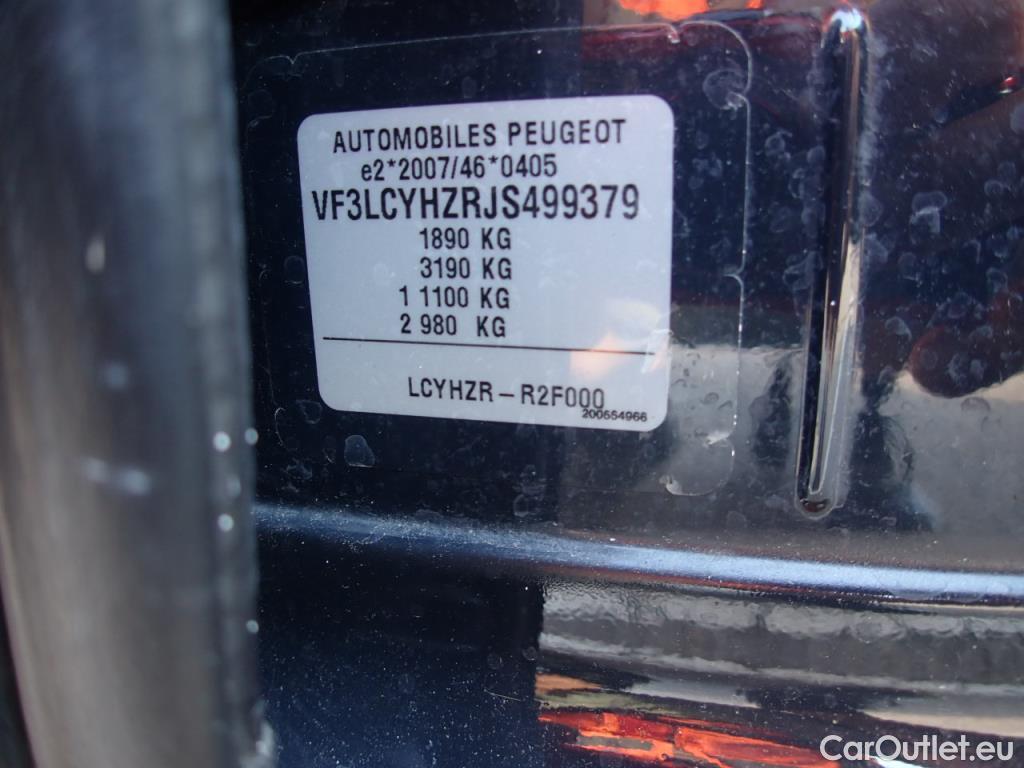 AUTOMOBILES PEUGEOT
e2*2007/46*0405
VF3LCYHZRJS499379
1890 KG
3190 KG
1 1100 KG
2 980 KG
LCYHZR-R2F000
200554966
CarOutlet.eu